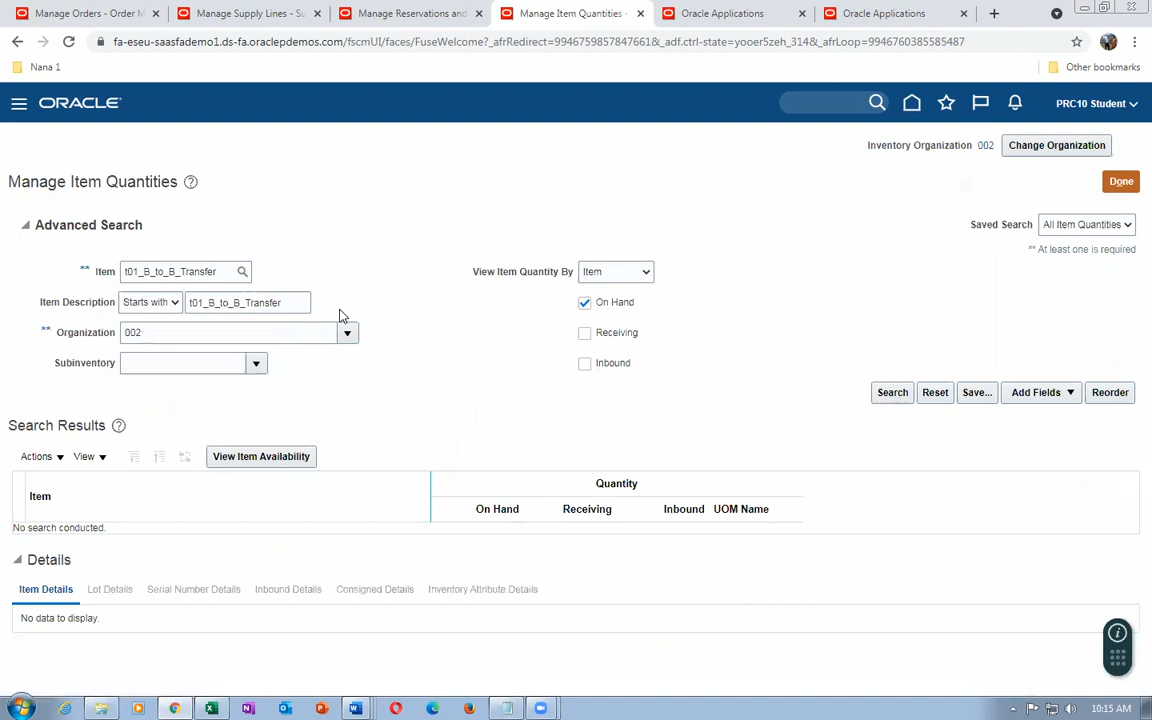 Manage Orders - Order M
Manage Supply Lines - Su
Manage Reservations and
Manage Item Quantities -
Oracle Applications
Oracle Applications
fa-eseu-saasfademo1.ds-fa.oraclepdemos.com/fscmUI/faces/FuseWelcome?_afrRedirect=9946759857847661&_adf.ctrl-state=yooer5zeh_314&_afrLoop=9946760385585487
Nana 1
Other bookmarks
ORACLE
PRC10 Student
Inventory Organization 002 Change Organization
Manage Item Quantities
Done
Advanced Search
Saved Search All Item Quantities
** At least one is required
** Item t01_B_to_B_Transfer
View Item Quantity By Item
Item Description Starts with t01_B_to_B_Transfer
On Hand
** Organization 002
Receiving
Subinventory
Inbound
Search Reset Save... Add Fields Reorder
Search Results
Actions View View Item Availability
Quantity
Item
On Hand Receiving Inbound UOM Name
No search conducted.
Details
Item Details Lot Details Serial Number Details Inbound Details Consigned Details Inventory Attribute Details
No data to display.
10:15 AM